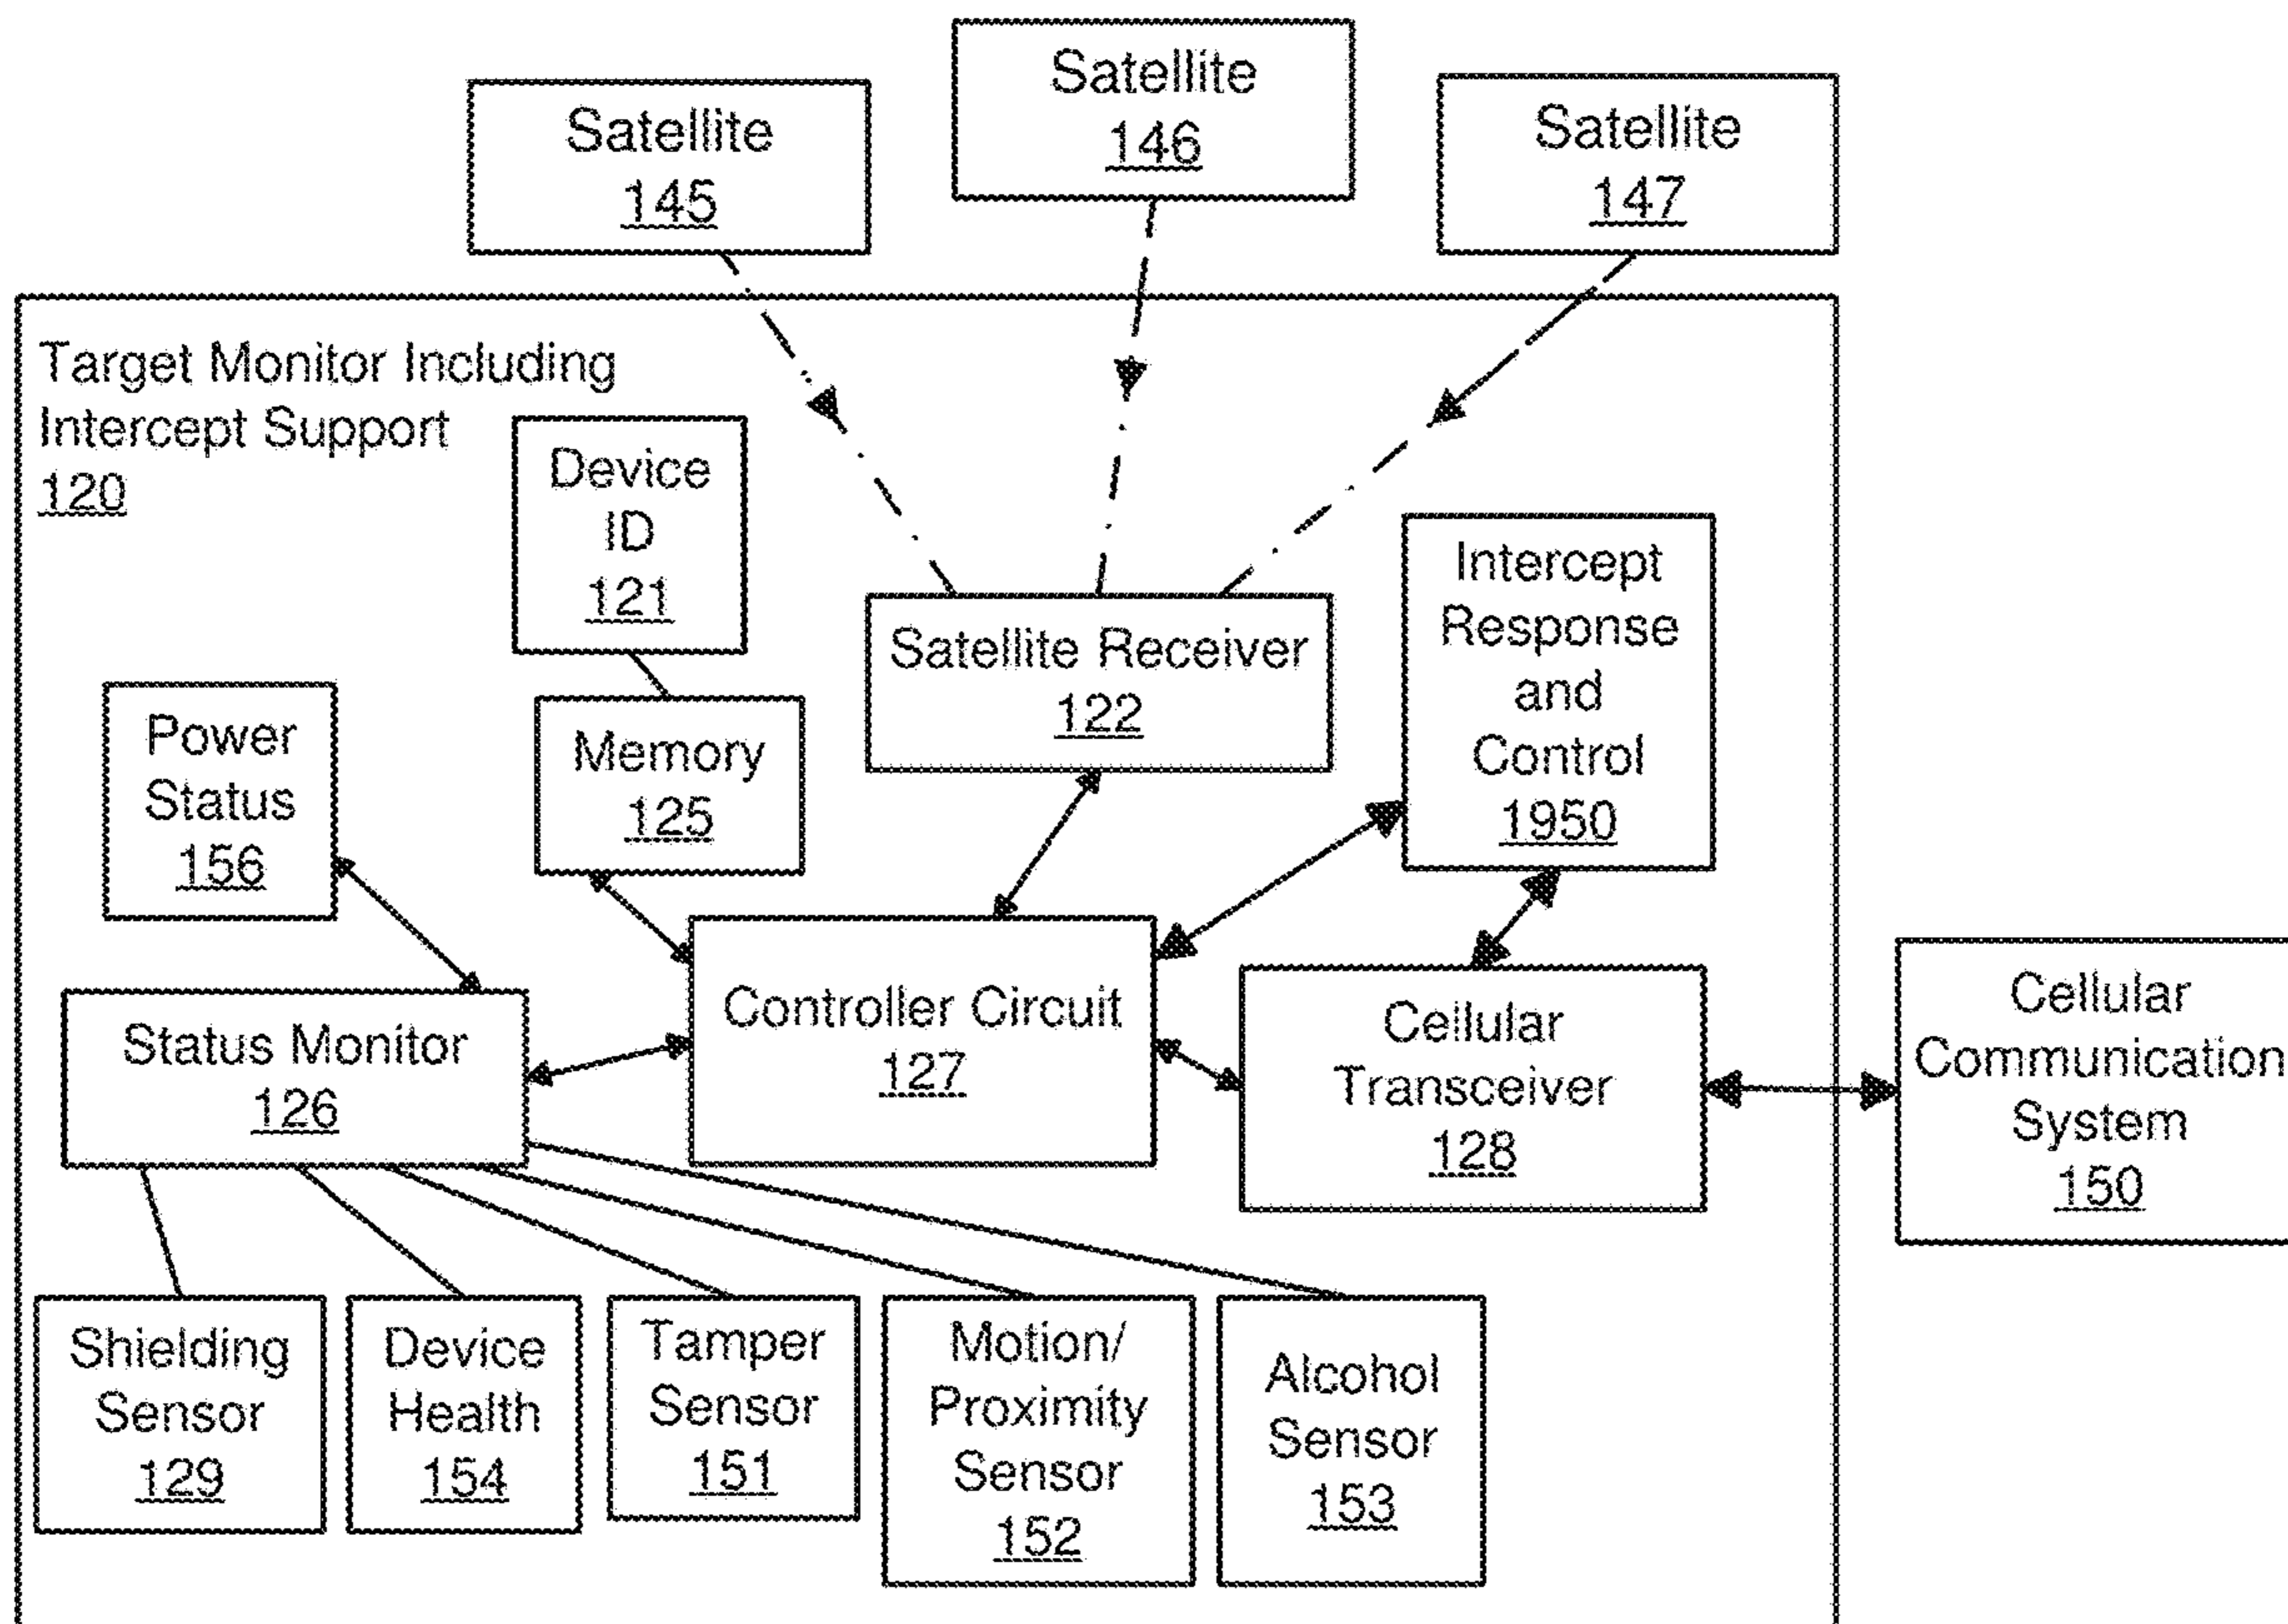 Satellite
145
Satellite
146
Satellite
147
Target Monitor Including
Intercept Support
120
Device
ID
121
Satellite Receiver
122
Intercept
Response
and
Control
1950
Power
Status
156
Memory
125
Status Monitor
126
Controller Circuit
127
Cellular
Transceiver
128
Cellular
Communication
System
150
Shielding
Sensor
129
Device
Health
154
Tamper
Sensor
151
Motion/
Proximity
Sensor
152
Alcohol
Sensor
153